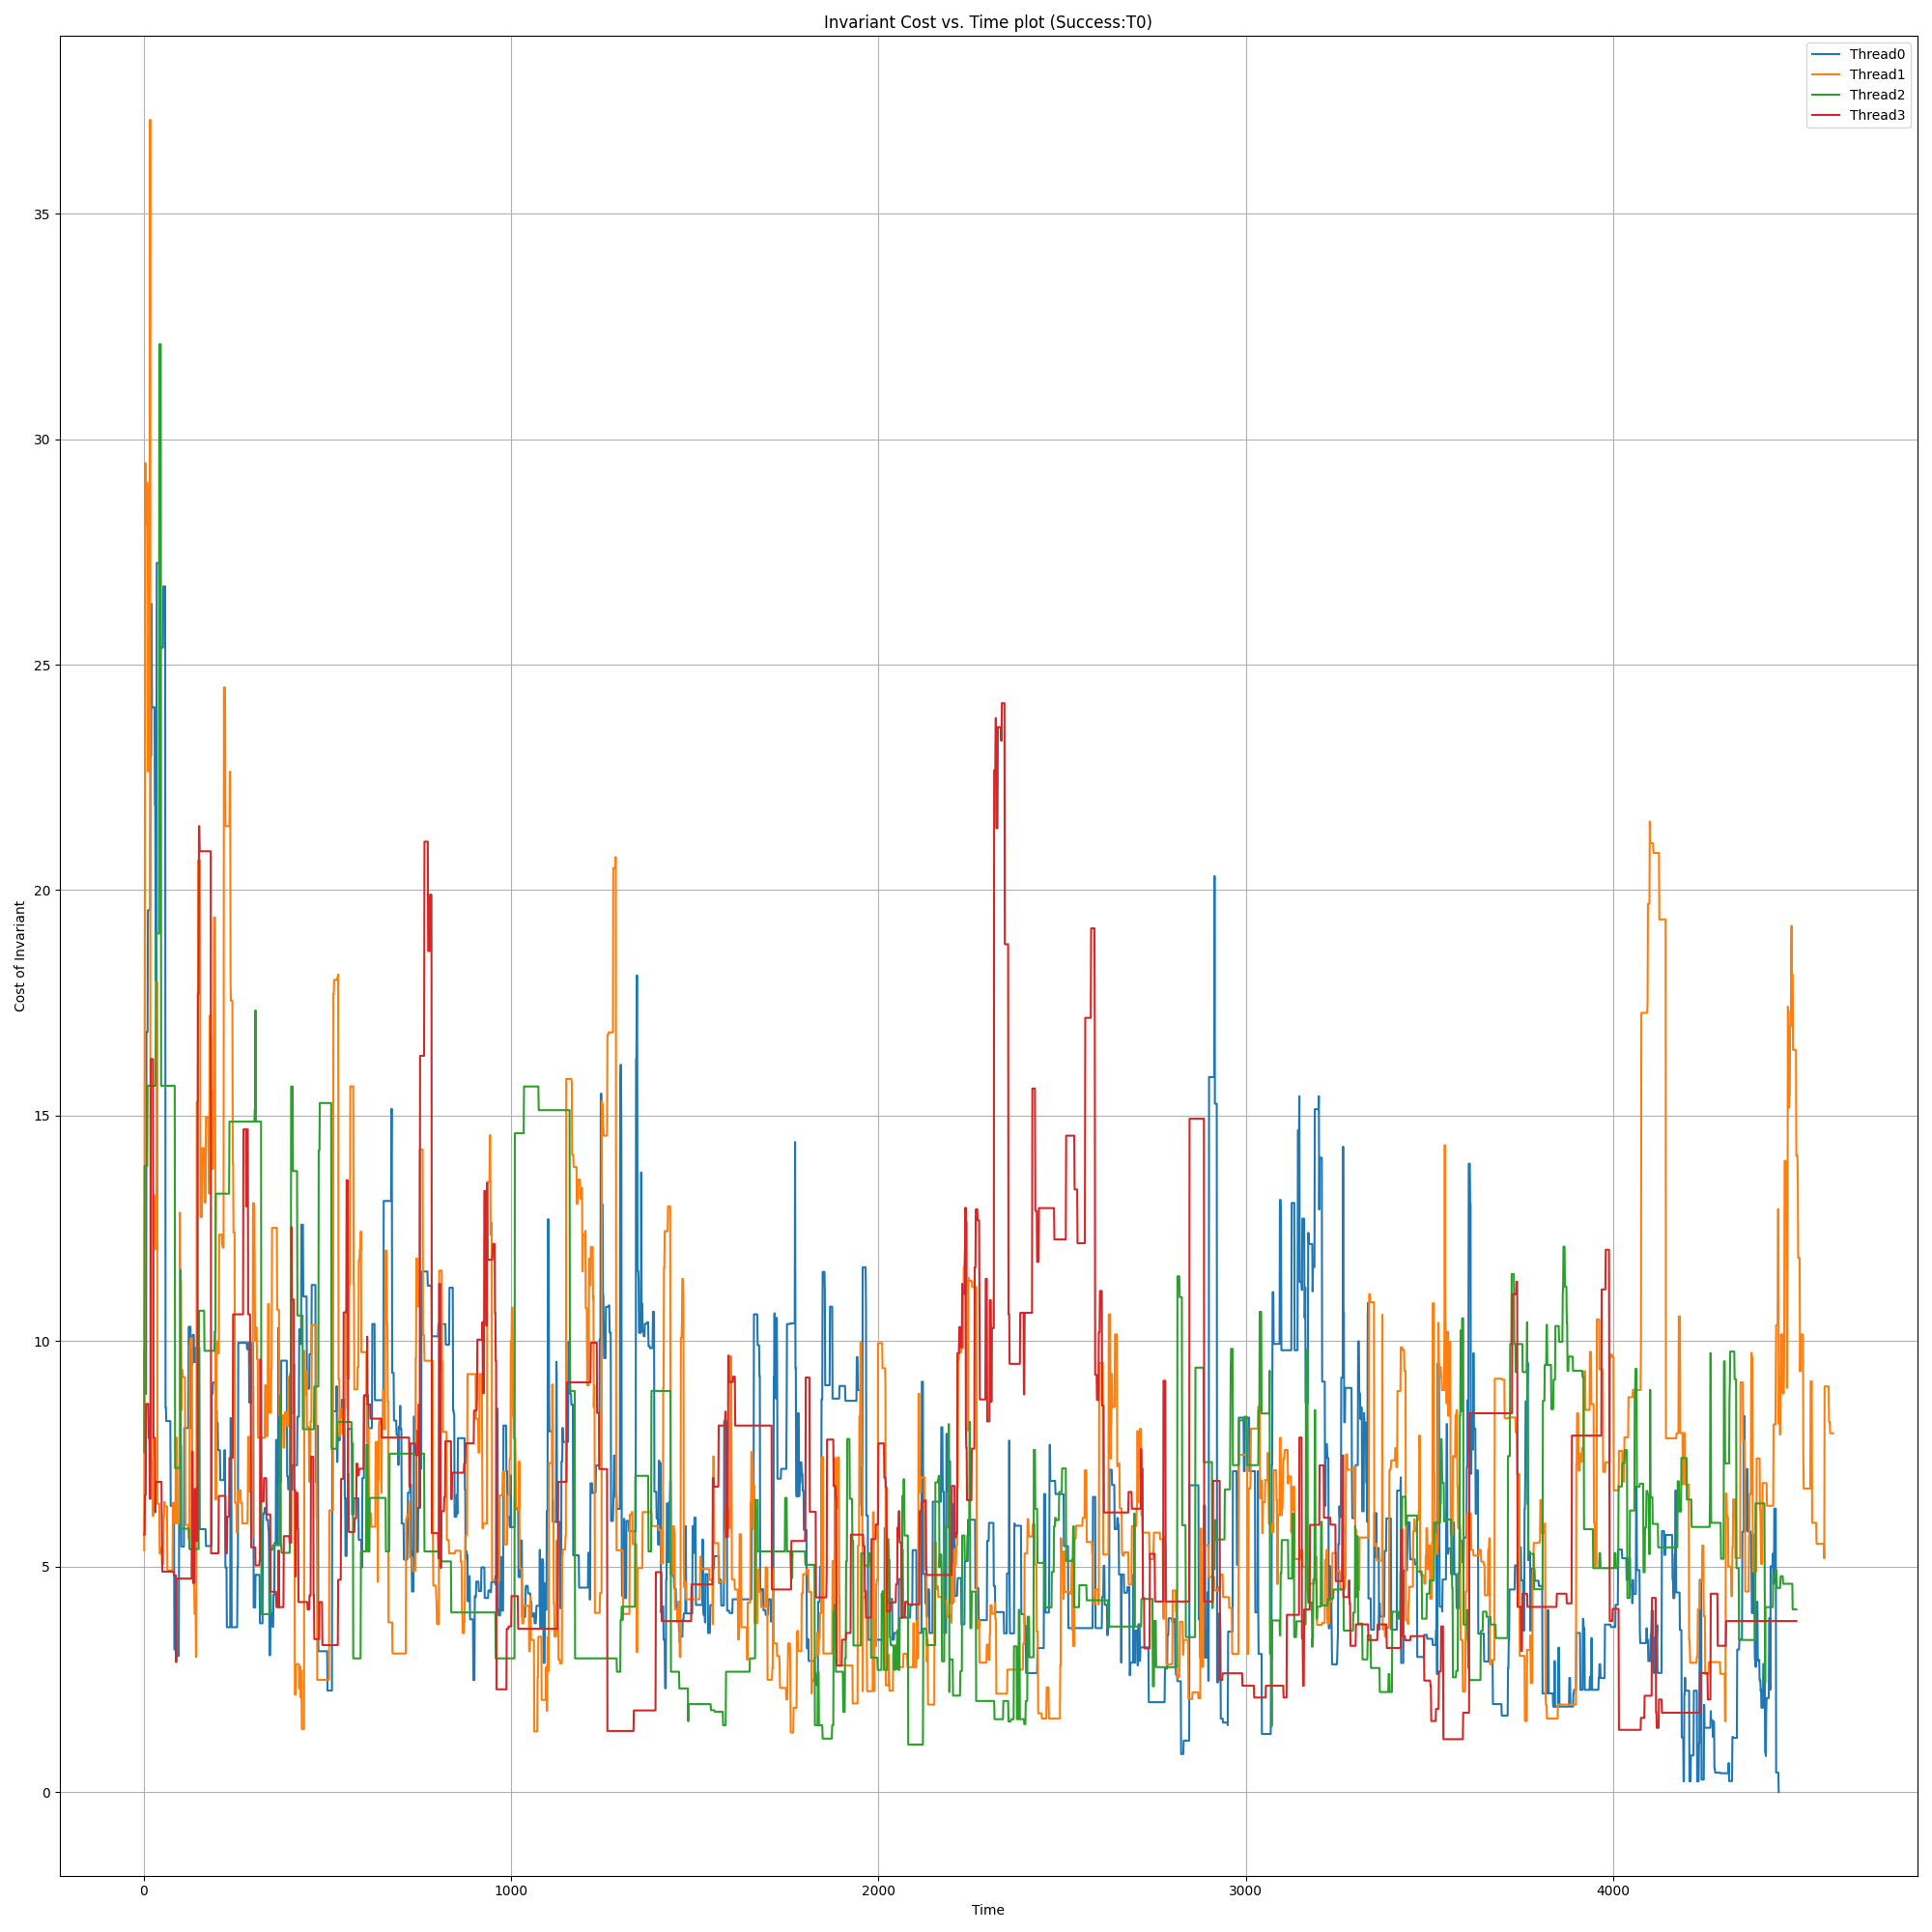 Invariant Cost vs. Time plot (Success:T0)
Thread0
Thread1
Thread2
Thread3
35
30
25
20
15
10
5
0
Cost of Invariant
0 1000 2000 3000 4000
Time